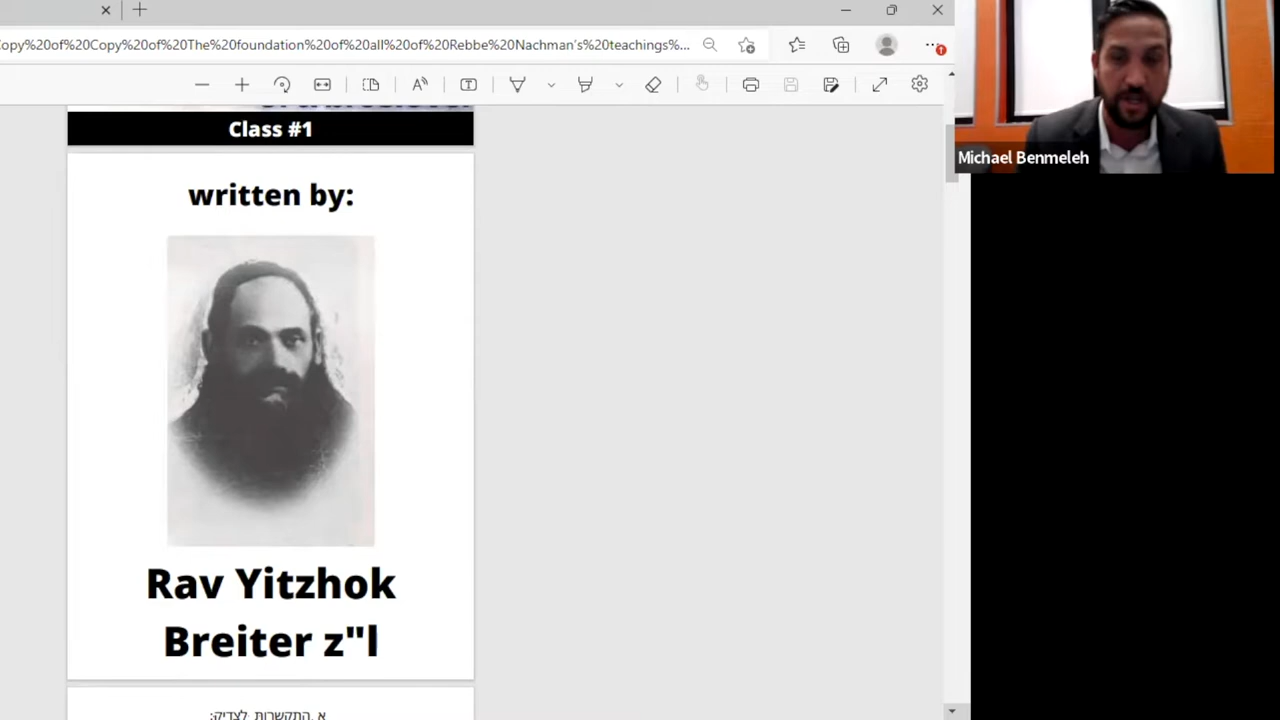 opy%20of%20Copy%20of%20The%20foundation%20of%20all%20of%20Rebbe%20Nachman's%20teachings%...
Class #1
written by:
Rav Yitzhok
Breiter z"l
א. התקשרות לצדיק:
Michael Benmeleh